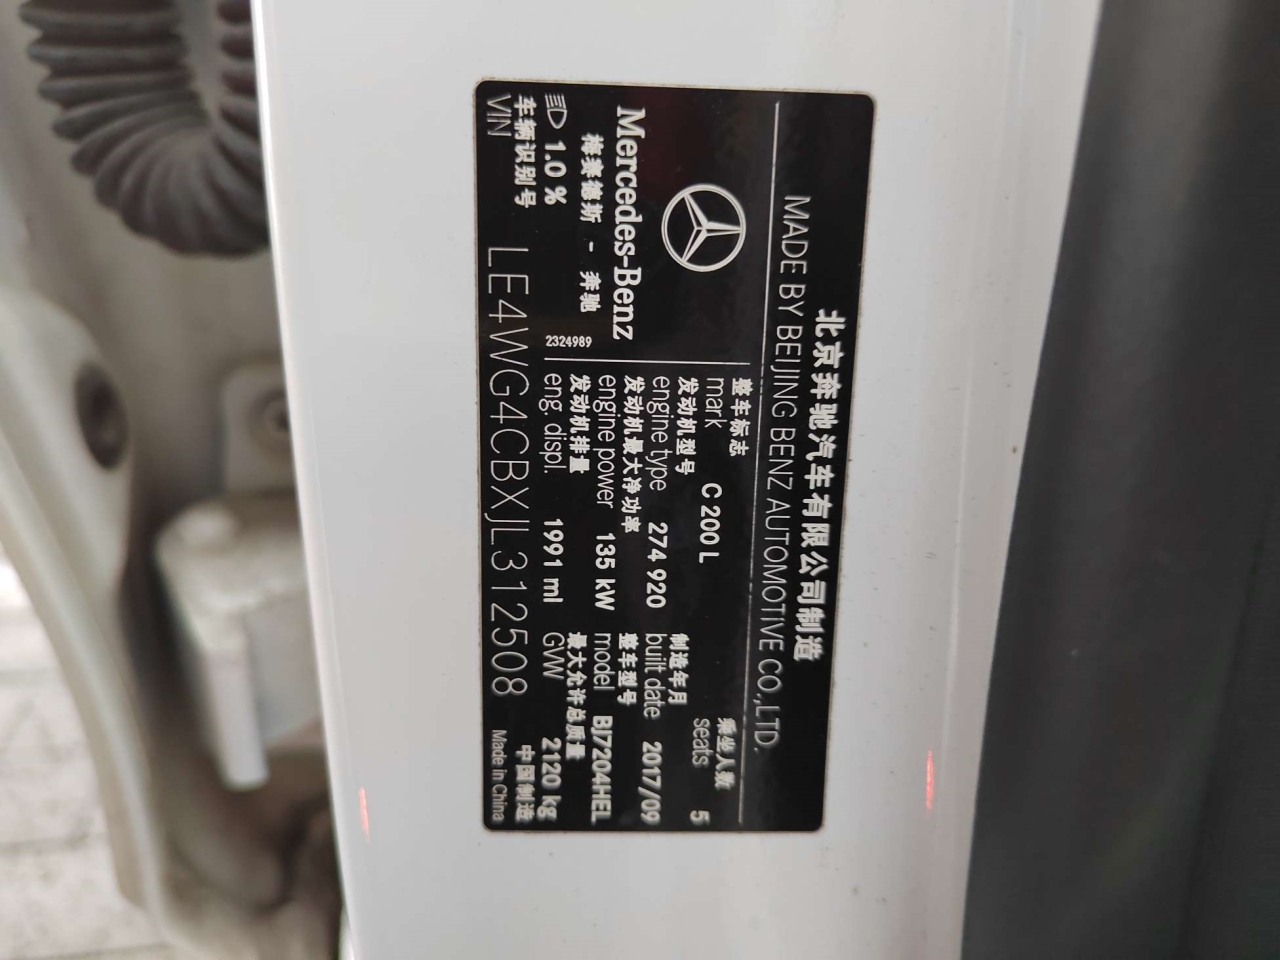 北京奔驰汽车有限公司制造
MADE BY BEIJING BENZ AUTOMOTIVE CO.,LTD.
Mercedes-Benz
梅赛德斯 - 奔驰
1.0 %
2324989
整车标志
mark C 200 L
乘坐人数
seats: 5
发动机型号
engine type 274 920
制造年月
built date 2017/09
发动机最大净功率
engine power 135 kW
整车型号
model BJ7204HEL
发动机排量
eng. displ. 1991 ml
最大允许总质量
GVW 2120 kg
车辆识别号
VIN LE4WG4CBXJL312508
中国制造
Made in China